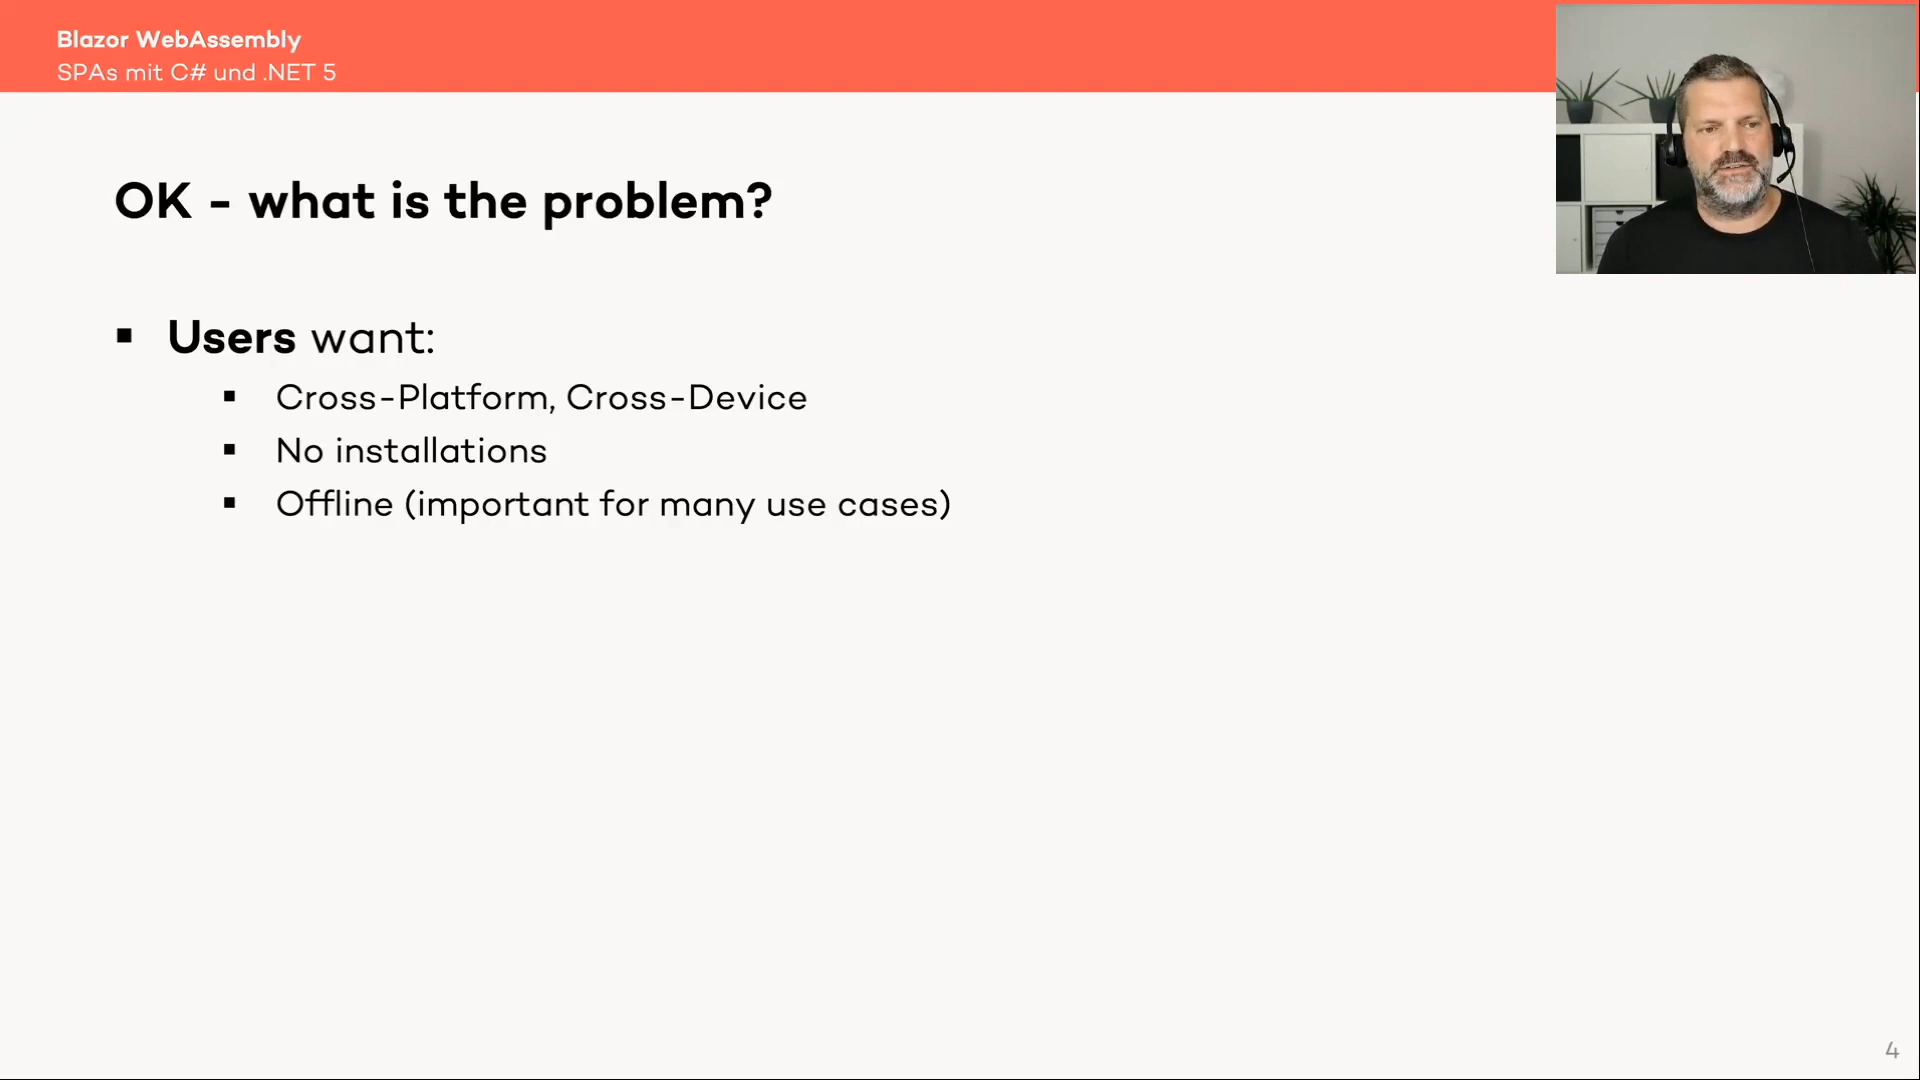 Blazor WebAssembly
SPAs mit C# und .NET 5
OK - what is the problem?
▪ Users want:
▪ Cross-Platform, Cross-Device
▪ No installations
▪ Offline (important for many use cases)
4